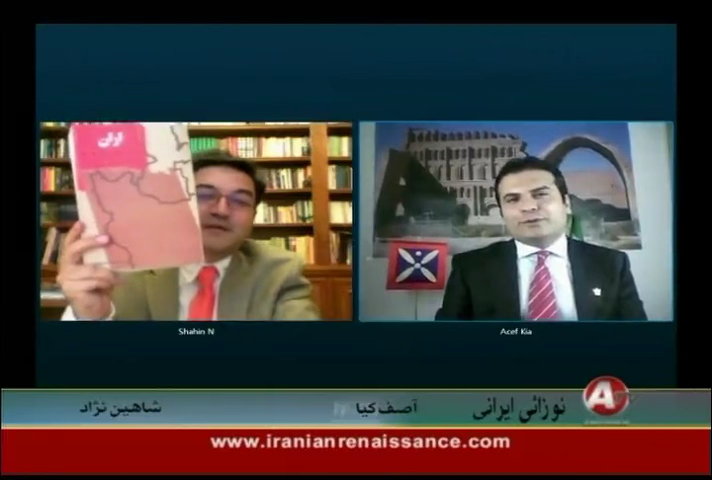 ایران
Shahin N
Acef Kia
نوزائی ایرانی
آصف کیا
شاهین نژاد
A
www.iranianrenaissance.com